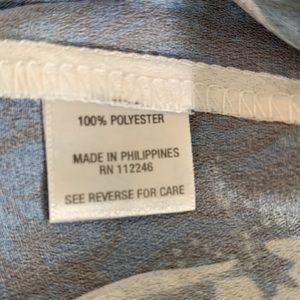 100% POLYESTER
MADE IN PHILIPPINES
RN 112246
SEE REVERSE FOR CARE